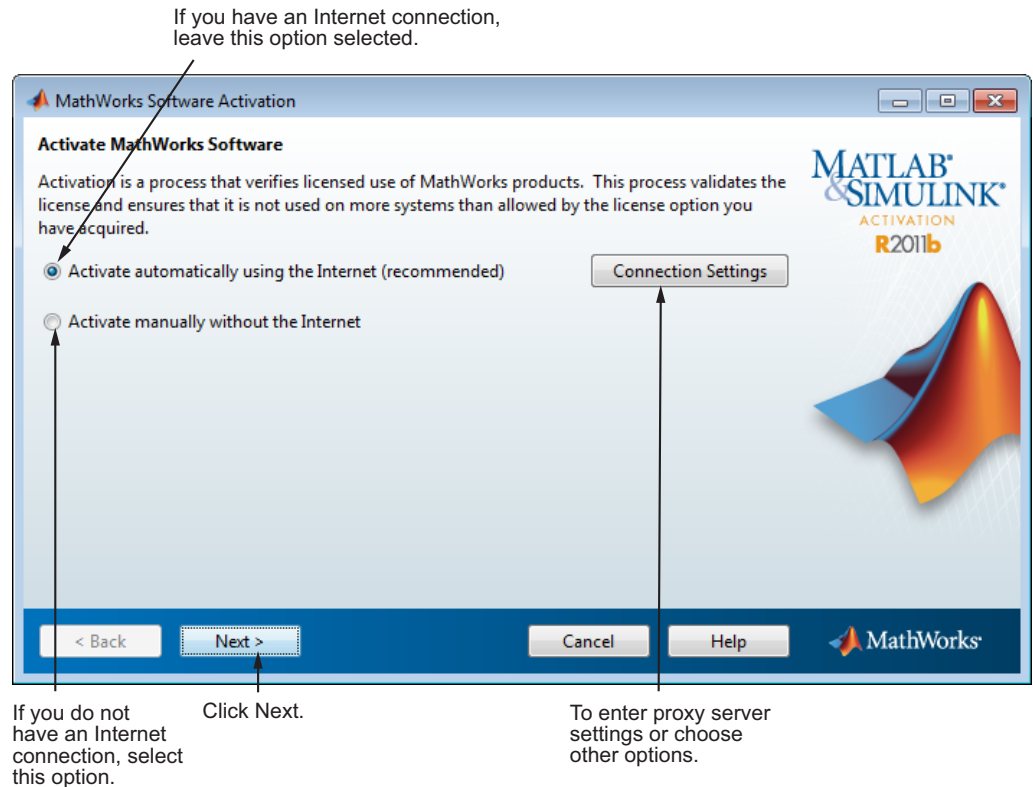 If you have an Internet connection,
leave this option selected.
MathWorks Software Activation
Activate MathWorks Software
Activation is a process that verifies licensed use of MathWorks products. This process validates the
license and ensures that it is not used on more systems than allowed by the license option you
have acquired.
MATLAB®
&SIMULINK®
ACTIVATION
R2011b
Activate automatically using the Internet (recommended)
Connection Settings
Activate manually without the Internet
< Back
Next >
Cancel
Help
MathWorks®
If you do not
have an Internet
connection, select
this option.
Click Next.
To enter proxy server
settings or choose
other options.